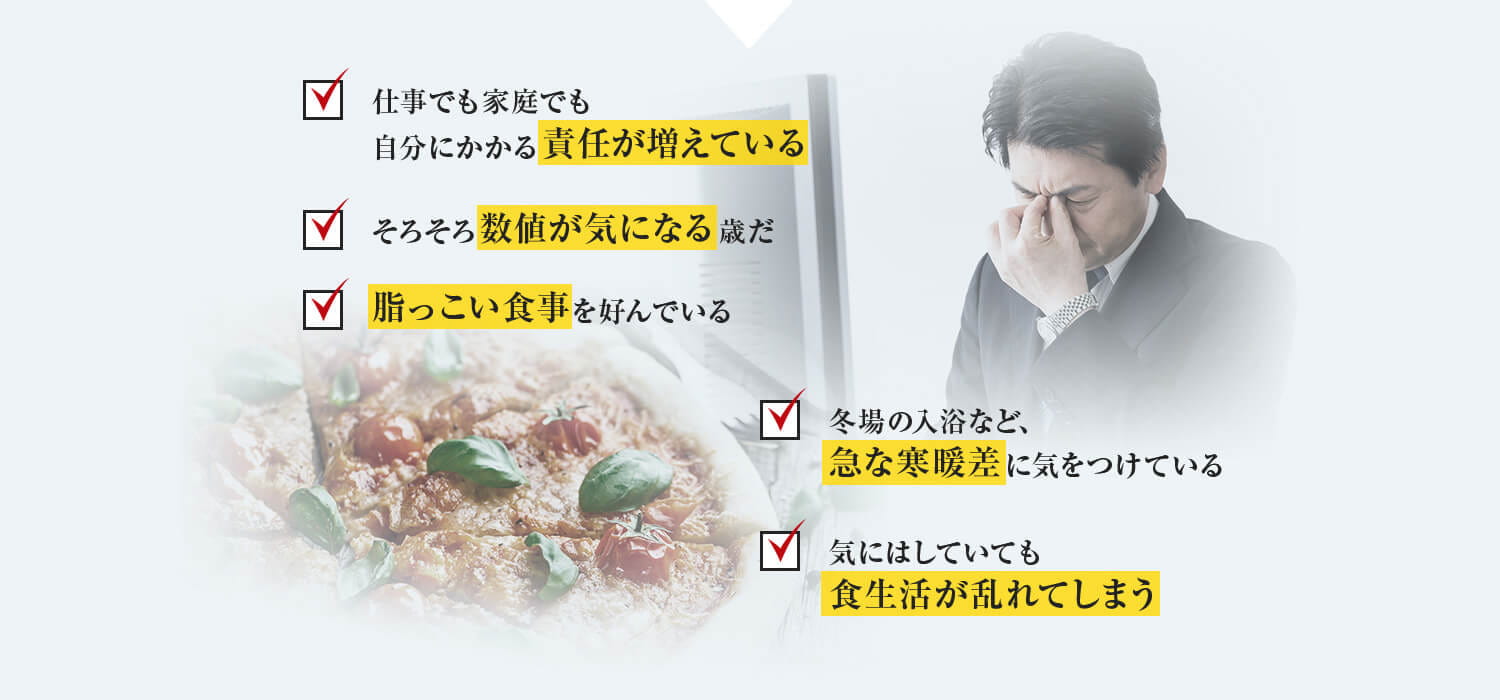 仕事でも家庭でも
自分にかかる責任が増えている
そろそろ数値が気になる歳だ
脂っこい食事を好んでいる
冬場の入浴など、
急な寒暖差に気をつけている
気にはしていても
食生活が乱れてしまう